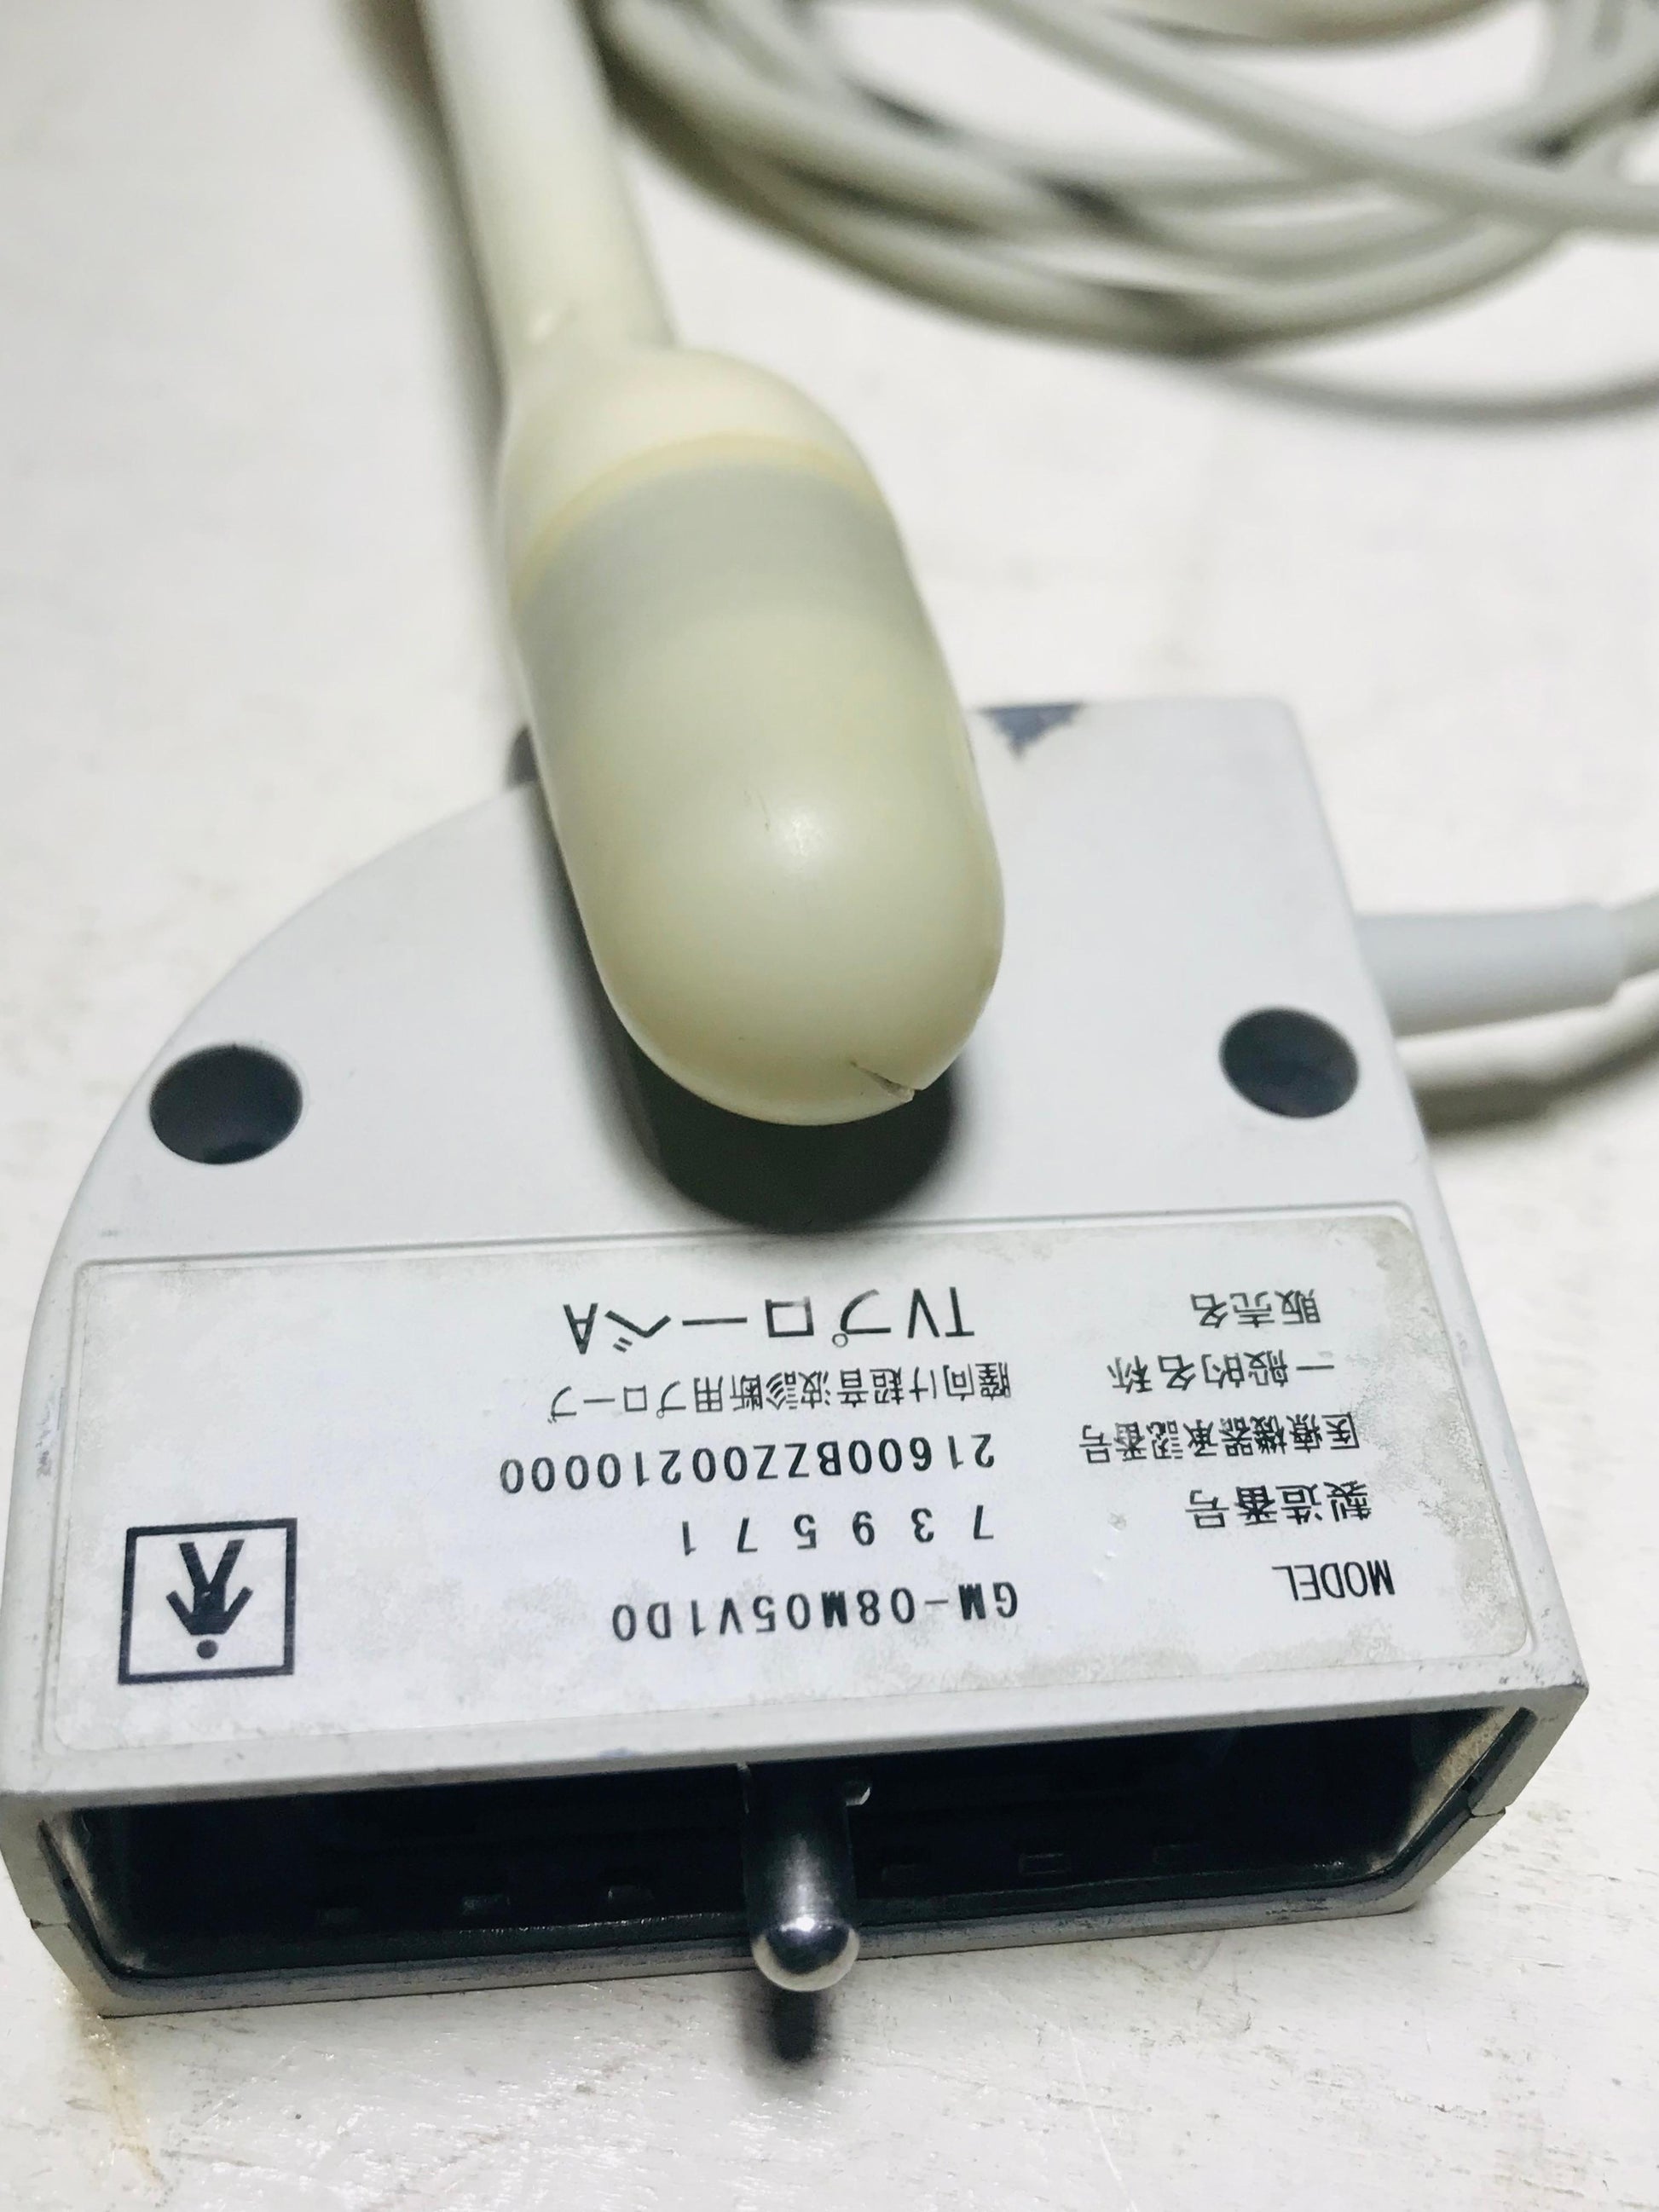 販売名 TVプローベA
一般的名称 膣向け超音波診断用プローブ
医療機器承認番号 21600BZZ00210000
製造番号 739571
MODEL GM-08M05V1D0